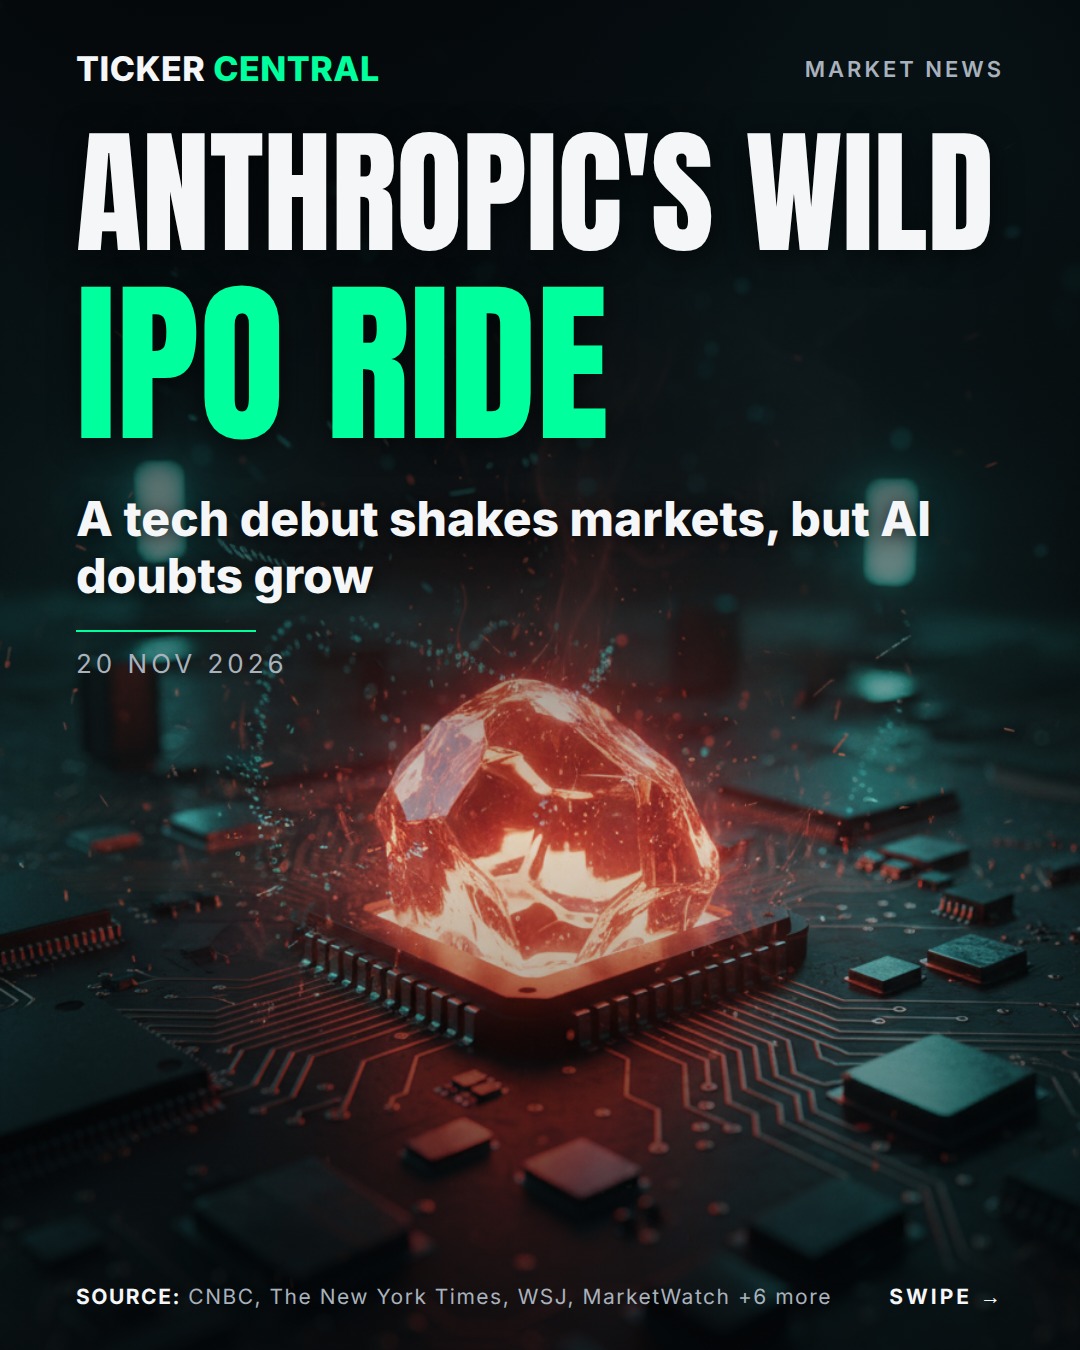 TICKER CENTRAL
MARKET NEWS
ANTHROPIC'S WILD
IPO RIDE
A tech debut shakes markets, but AI
doubts grow
20 NOV 2026
SOURCE: CNBC, The New York Times, WSJ, MarketWatch +6 more
SWIPE →